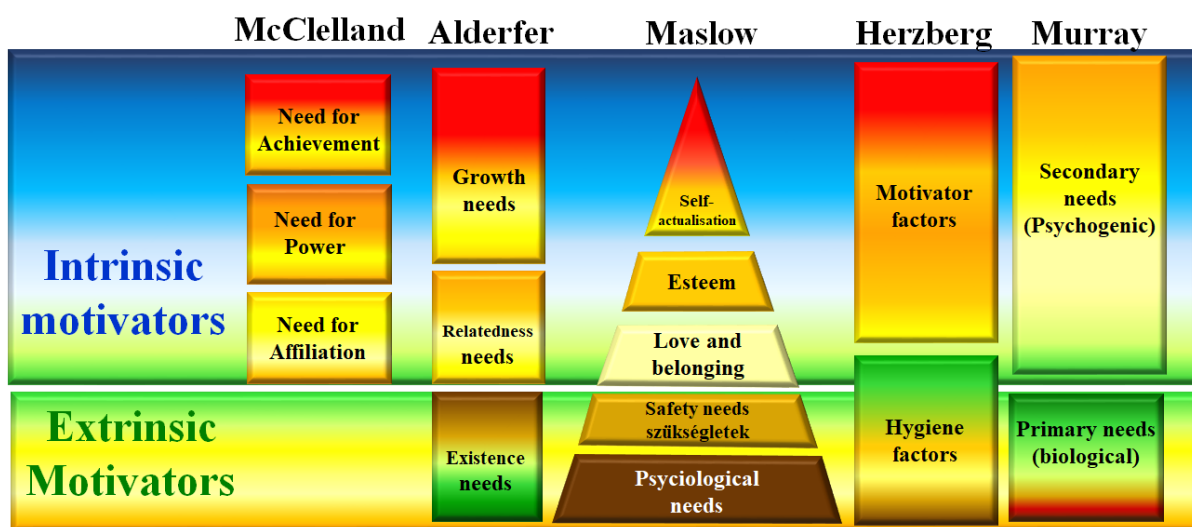 McClelland
Alderfer
Maslow
Herzberg
Murray
Intrinsic
motivators
Need for
Achievement
Need for
Power
Need for
Affiliation
Growth
needs
Relatedness
needs
Self-
actualisation
Esteem
Love and
belonging
Motivator
factors
Secondary
needs
(Psychogenic)
Extrinsic
Motivators
Existence
needs
Safety needs
szükségletek
Psyciological
needs
Hygiene
factors
Primary needs
(biological)